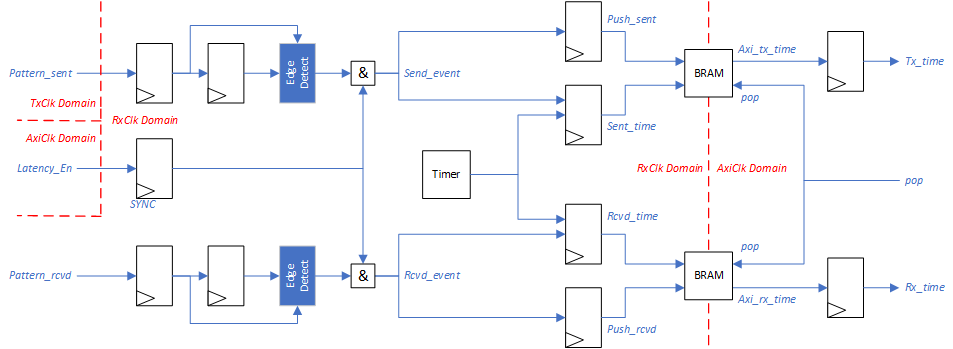 Push_sent
Pattern_sent
Edge Detect
&
Send_event
BRAM
Axi_tx_time
Tx_time
pop
TxClk Domain
RxClk Domain
Sent_time
AxiClk Domain
Latency_En
SYNC
Timer
RxClk Domain
AxiClk Domain
pop
Rcvd_time
pop
Pattern_rcvd
Edge Detect
&
Rcvd_event
BRAM
Axi_rx_time
Rx_time
Push_rcvd